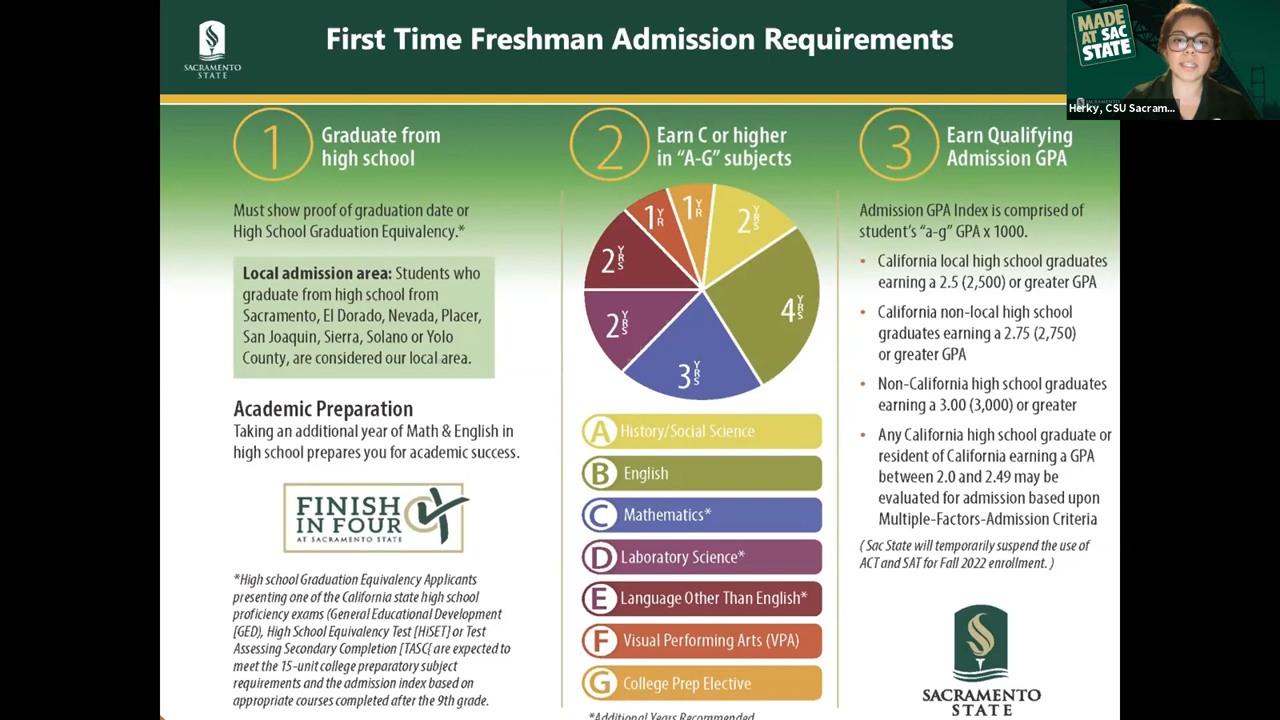 SACRAMENTO
STATE
First Time Freshman Admission Requirements
MADE
AT SAC
STATE
Herky, CSU Sacram...
1
Graduate from
high school
Must show proof of graduation date or
High School Graduation Equivalency.*
Local admission area: Students who
graduate from high school from
Sacramento, El Dorado, Nevada, Placer,
San Joaquin, Sierra, Solano or Yolo
County, are considered our local area.
Academic Preparation
Taking an additional year of Math & English in
high school prepares you for academic success.
FINISH
IN FOUR
AT SACRAMENTO STATE
*High school Graduation Equivalency Applicants
presenting one of the California state high school
proficiency exams (General Educational Development
[GED), High School Equivalency Test [HiSET] or Test
Assessing Secondary Completion [TASC[ are expected to
meet the 15-unit college preparatory subject
requirements and the admission index based on
appropriate courses completed after the 9th grade.
2
Earn C or higher
in "A-G" subjects
1 YR
1 YR
2 YRS
2 YRS
4 YRS
2 YRS
3 YRS
A History/Social Science
B English
C Mathematics*
D Laboratory Science*
E Language Other Than English*
F Visual Performing Arts (VPA)
G College Prep Elective
*Additional Years Recommended
3
Earn Qualifying
Admission GPA
Admission GPA Index is comprised of
student's "a-g" GPA x 1000.
• California local high school graduates
earning a 2.5 (2,500) or greater GPA
• California non-local high school
graduates earning a 2.75 (2,750)
or greater GPA
• Non-California high school graduates
earning a 3.00 (3,000) or greater
• Any California high school graduate or
resident of California earning a GPA
between 2.0 and 2.49 may be
evaluated for admission based upon
Multiple-Factors-Admission Criteria
( Sac State will temporarily suspend the use of
ACT and SAT for Fall 2022 enrollment. )
SACRAMENTO
STATE